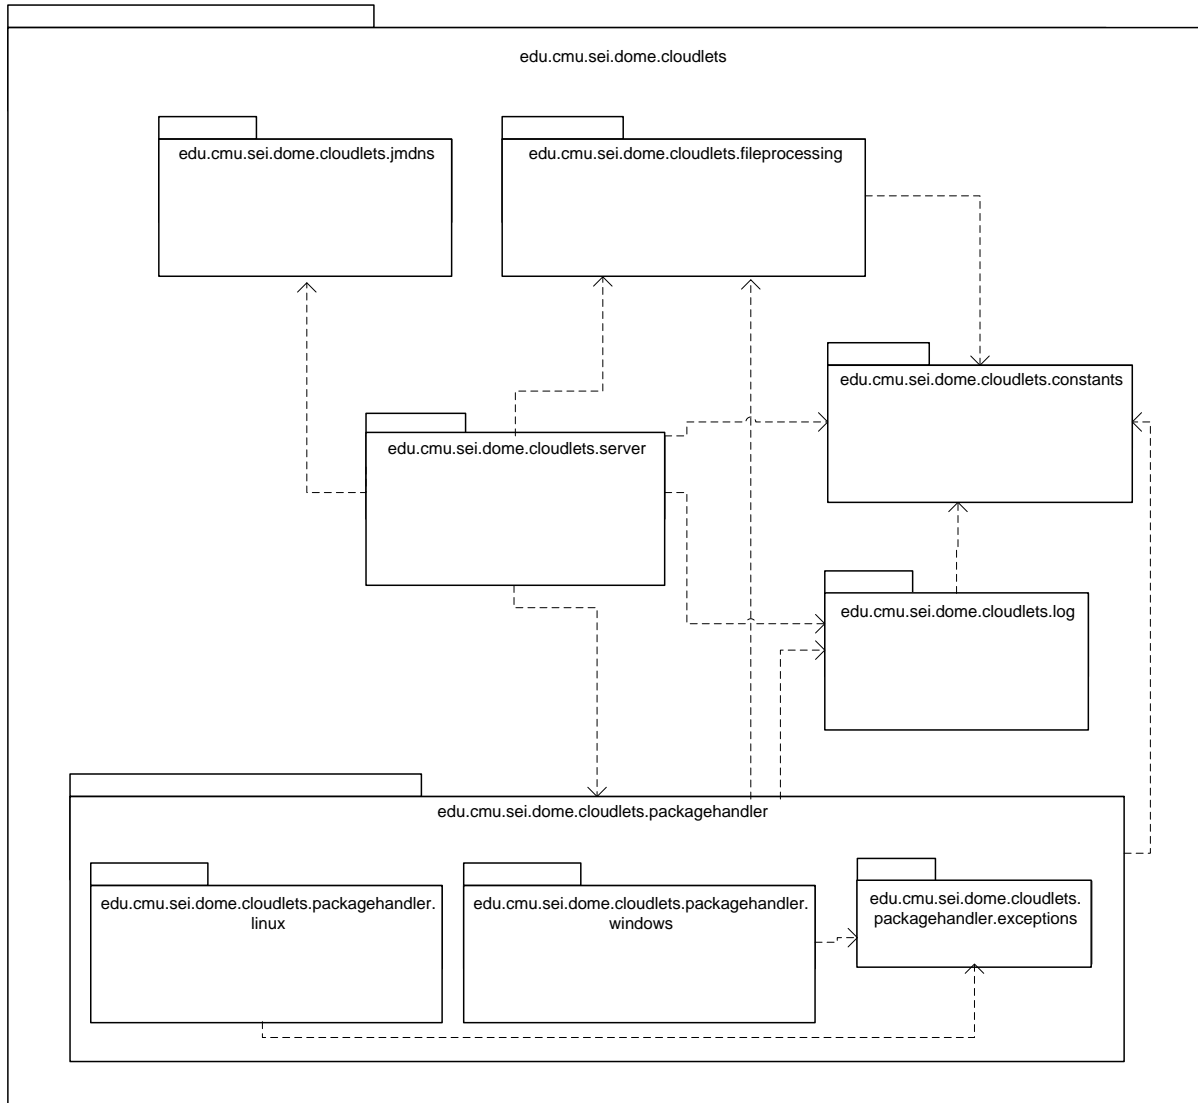 edu.cmu.sei.dome.cloudlets
edu.cmu.sei.dome.cloudlets.jmdns
edu.cmu.sei.dome.cloudlets.fileprocessing
edu.cmu.sei.dome.cloudlets.constants
edu.cmu.sei.dome.cloudlets.server
edu.cmu.sei.dome.cloudlets.log
edu.cmu.sei.dome.cloudlets.packagehandler
edu.cmu.sei.dome.cloudlets.packagehandler.
linux
edu.cmu.sei.dome.cloudlets.packagehandler.
windows
edu.cmu.sei.dome.cloudlets.
packagehandler.exceptions